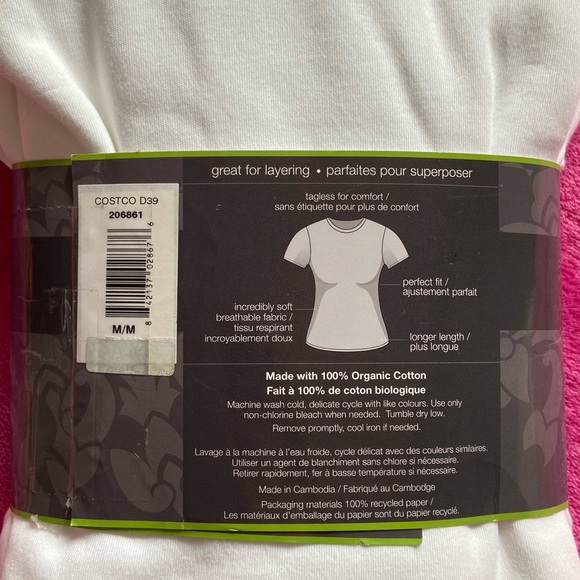 great for layering • parfaites pour superposer
COSTCO D39
206861
8 42137 02867 6
M/M
tagless for comfort /
sans étiquette pour plus de confort
perfect fit /
ajustement parfait
incredibly soft
breathable fabric /
tissu respirant
incroyablement doux
longer length /
plus longue
Made with 100% Organic Cotton
Fait à 100% de coton biologique
Machine wash cold, delicate cycle with like colours. Use only
non-chlorine bleach when needed. Tumble dry low.
Remove promptly, cool iron if needed.
Lavage à la machine à l'eau froide, cycle délicat avec des couleurs similaires.
Utiliser un agent de blanchiment sans chlore si nécessaire.
Retirer rapidement, fer à basse température si nécessaire.
Made in Cambodia / Fabriqué au Cambodge
Packaging materials 100% recycled paper /
Les matériaux d'emballage du papier sont du papier recyclé.